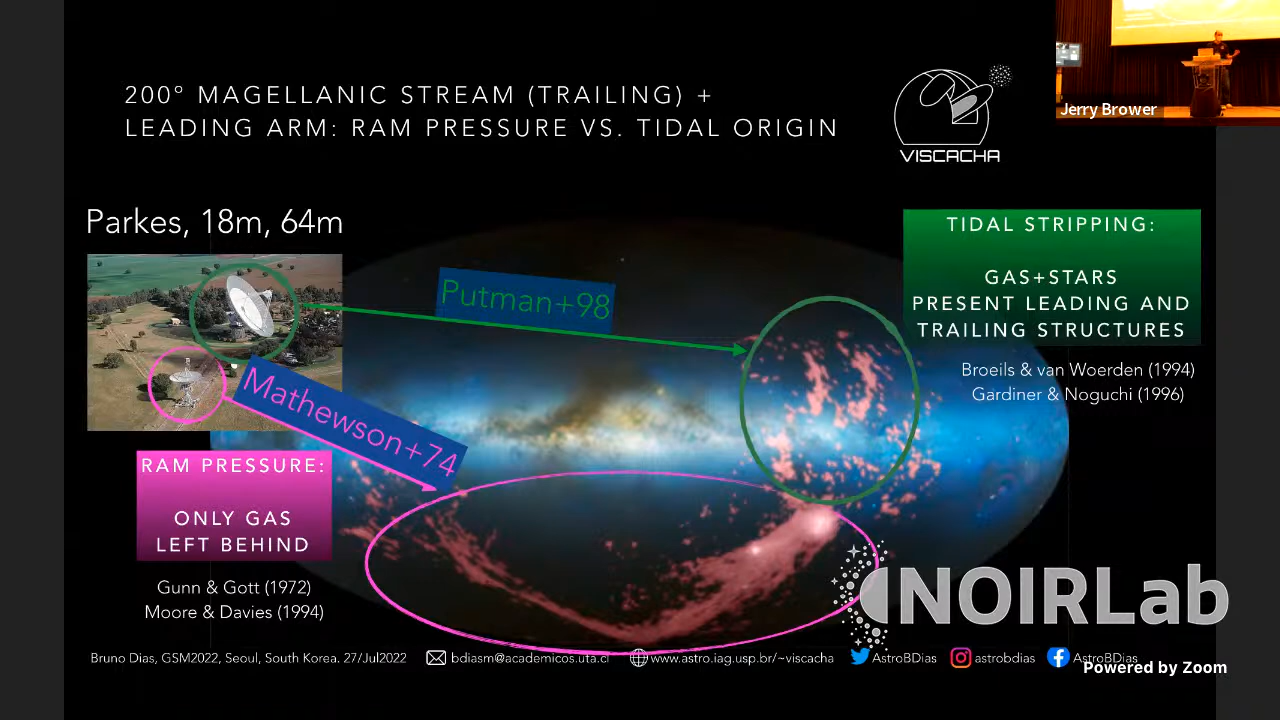 200° MAGELLANIC STREAM (TRAILING) +
LEADING ARM: RAM PRESSURE VS. TIDAL ORIGIN
VISCACHA
Jerry Brower
Parkes, 18m, 64m
Putman+98
Mathewson+74
TIDAL STRIPPING:
GAS+STARS
PRESENT LEADING AND
TRAILING STRUCTURES
Broeils & van Woerden (1994)
Gardiner & Noguchi (1996)
RAM PRESSURE:
ONLY GAS
LEFT BEHIND
Gunn & Gott (1972)
Moore & Davies (1994)
NOIRLab
Bruno Dias, GSM2022, Seoul, South Korea. 27/Jul2022 bdiasm@academicos.uta.cl www.astro.iag.usp.br/~viscacha AstroBDias astrobdias AstroBDias
Powered by Zoom